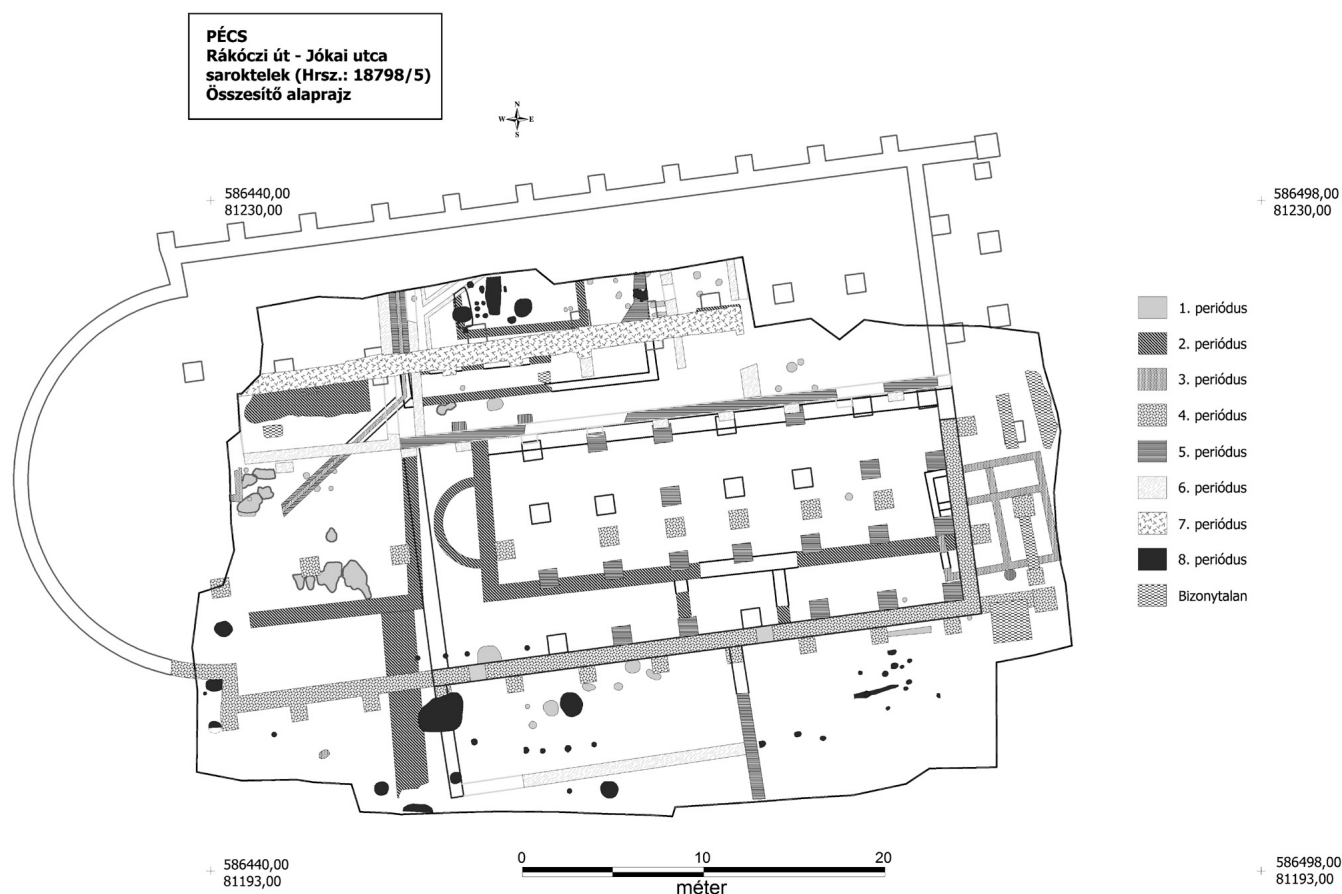 PÉCS
Rákóczi út - Jókai utca
saroktelek (Hrsz.: 18798/5)
Összesítő alaprajz
N
W E
S
586440,00
81230,00
586498,00
81230,00
1. periódus
2. periódus
3. periódus
4. periódus
5. periódus
6. periódus
7. periódus
8. periódus
Bizonytalan
586440,00
81193,00
0 10 20
méter
586498,00
81193,00